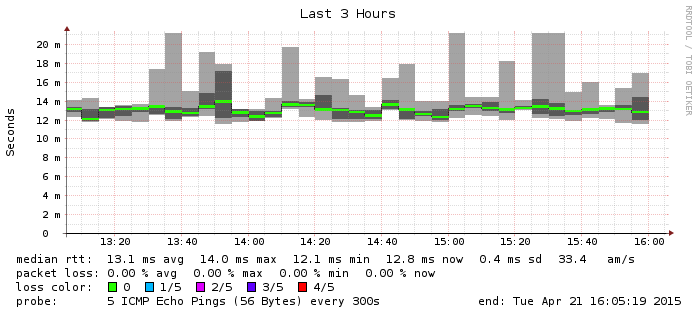 Last 3 Hours
RRDTOOL / TOBI OETIKER
Seconds
20 m
18 m
16 m
14 m
12 m
10 m
8 m
6 m
4 m
2 m
0
13:20 13:40 14:00 14:20 14:40 15:00 15:20 15:40 16:00
median rtt: 13.1 ms avg 14.0 ms max 12.1 ms min 12.8 ms now 0.4 ms sd 33.4 am/s
packet loss: 0.00 % avg 0.00 % max 0.00 % min 0.00 % now
loss color: 0 1/5 2/5 3/5 4/5
probe: 5 ICMP Echo Pings (56 Bytes) every 300s end: Tue Apr 21 16:05:19 2015